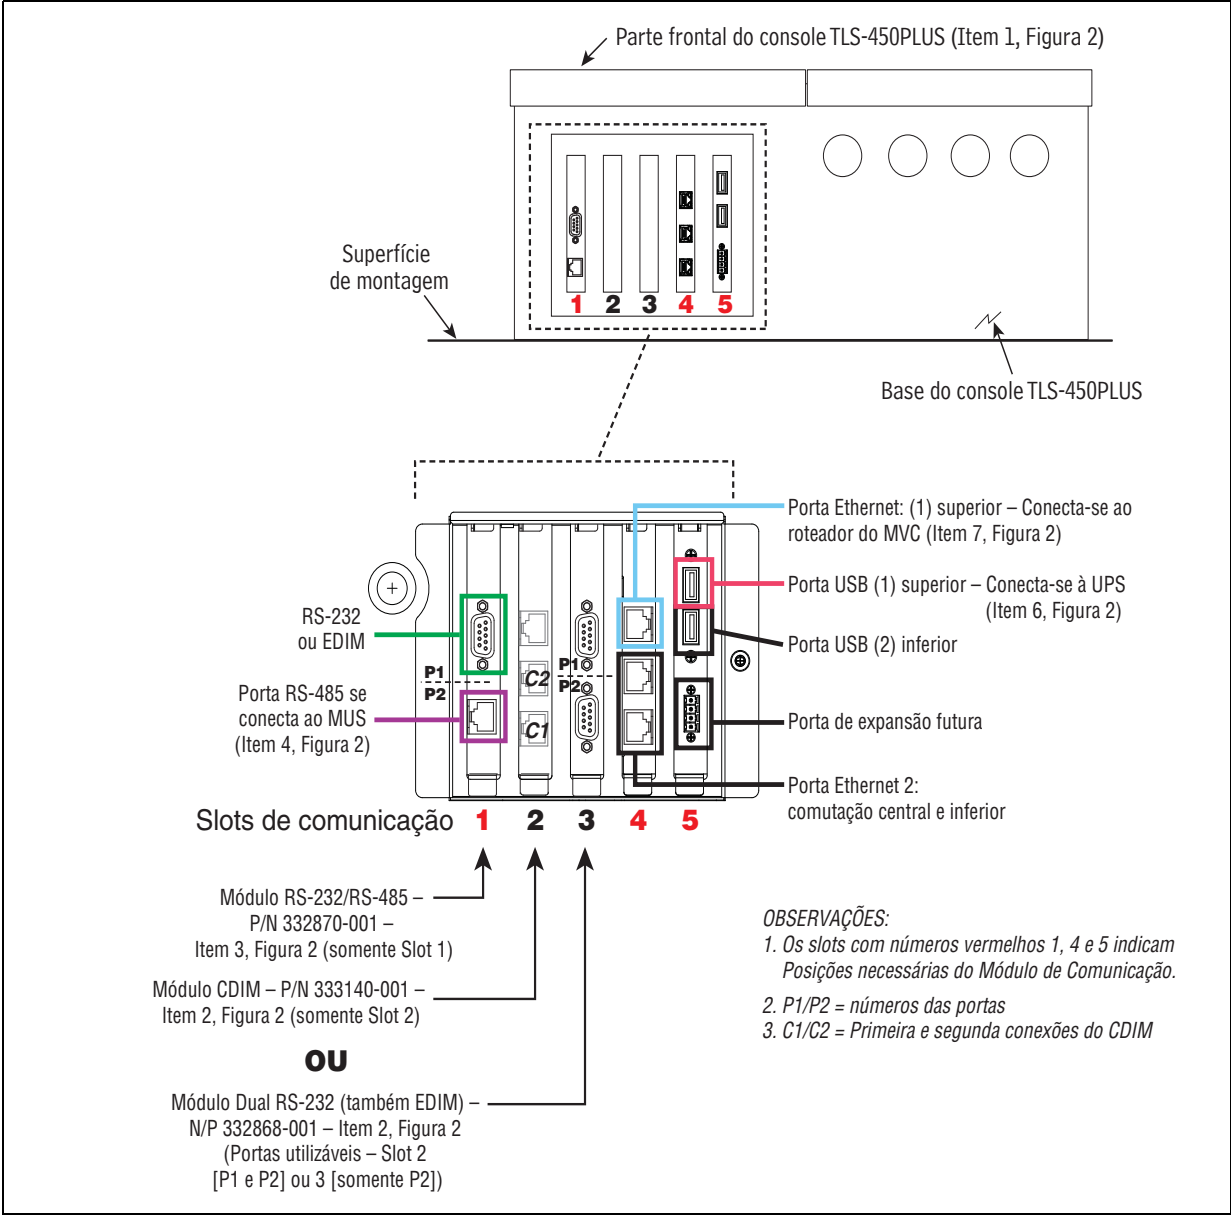 Parte frontal do console TLS-450PLUS (Item 1, Figura 2)
1 2 3 4 5
Superfície
de montagem
Base do console TLS-450PLUS
Porta Ethernet: (1) superior – Conecta-se ao
roteador do MVC (Item 7, Figura 2)
Porta USB (1) superior – Conecta-se à UPS
(Item 6, Figura 2)
Porta USB (2) inferior
Porta de expansão futura
Porta Ethernet 2:
comutação central e inferior
RS-232
ou EDIM
Porta RS-485 se
conecta ao MUS
(Item 4, Figura 2)
P1
P2
C2
C1
P1
P2
Slots de comunicação 1 2 3 4 5
Módulo RS-232/RS-485 –
P/N 332870-001 –
Item 3, Figura 2 (somente Slot 1)
Módulo CDIM – P/N 333140-001 –
Item 2, Figura 2 (somente Slot 2)
OU
Módulo Dual RS-232 (também EDIM) –
N/P 332868-001 – Item 2, Figura 2
(Portas utilizáveis – Slot 2
[P1 e P2] ou 3 [somente P2])
OBSERVAÇÕES:
1. Os slots com números vermelhos 1, 4 e 5 indicam
Posições necessárias do Módulo de Comunicação.
2. P1/P2 = números das portas
3. C1/C2 = Primeira e segunda conexões do CDIM